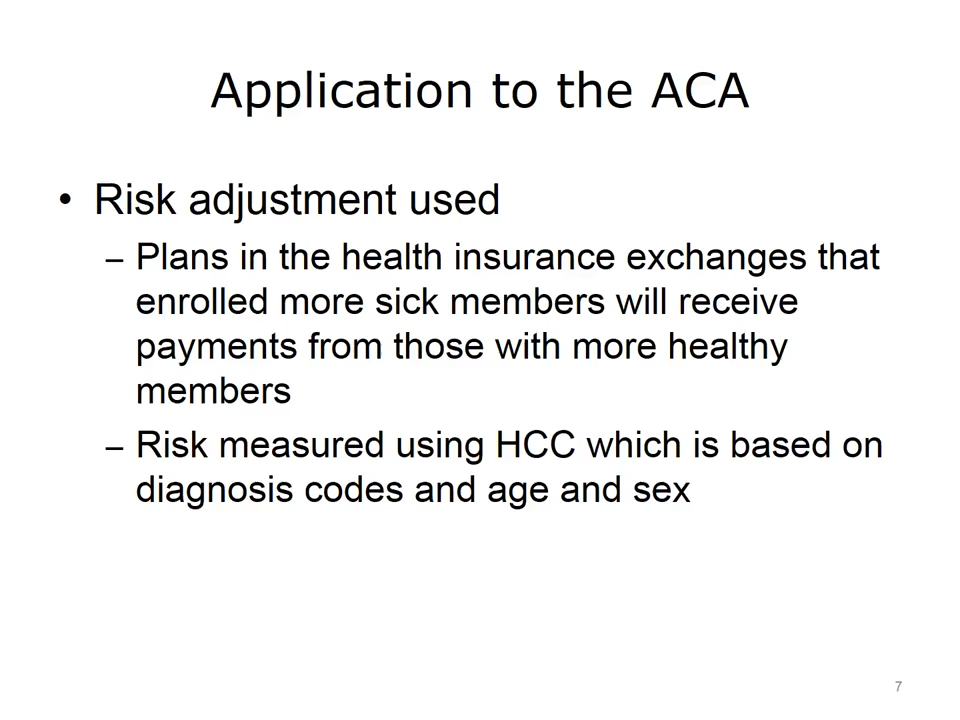 Application to the ACA
• Risk adjustment used
– Plans in the health insurance exchanges that
enrolled more sick members will receive
payments from those with more healthy
members
– Risk measured using HCC which is based on
diagnosis codes and age and sex
7